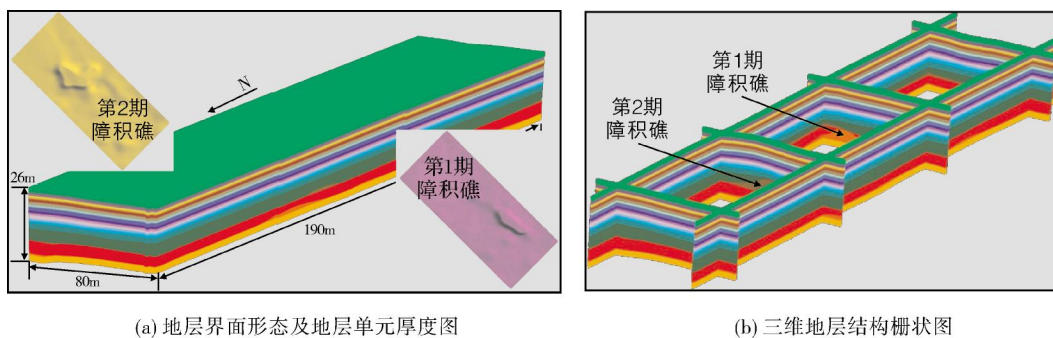 第2期
障积礁
N
第1期
障积礁
26m
190m
80m
第1期
障积礁
第2期
障积礁
(a) 地层界面形态及地层单元厚度图
(b) 三维地层结构栅状图